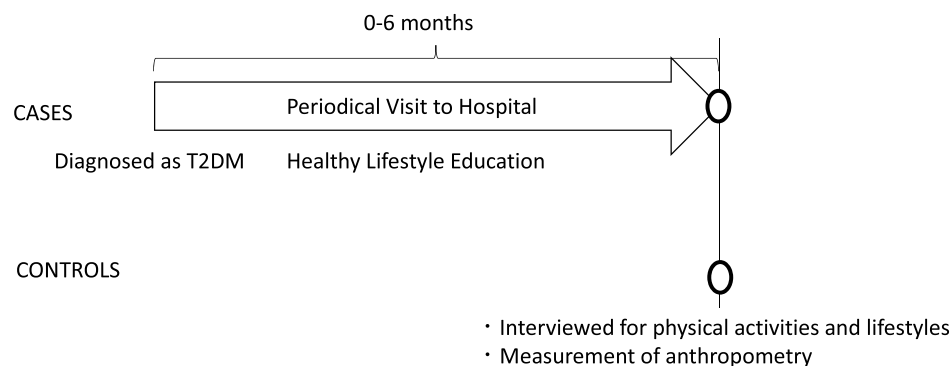 0-6 months
CASES
Periodical Visit to Hospital
Diagnosed as T2DM
Healthy Lifestyle Education
CONTROLS
・Interviewed for physical activities and lifestyles
・Measurement of anthropometry